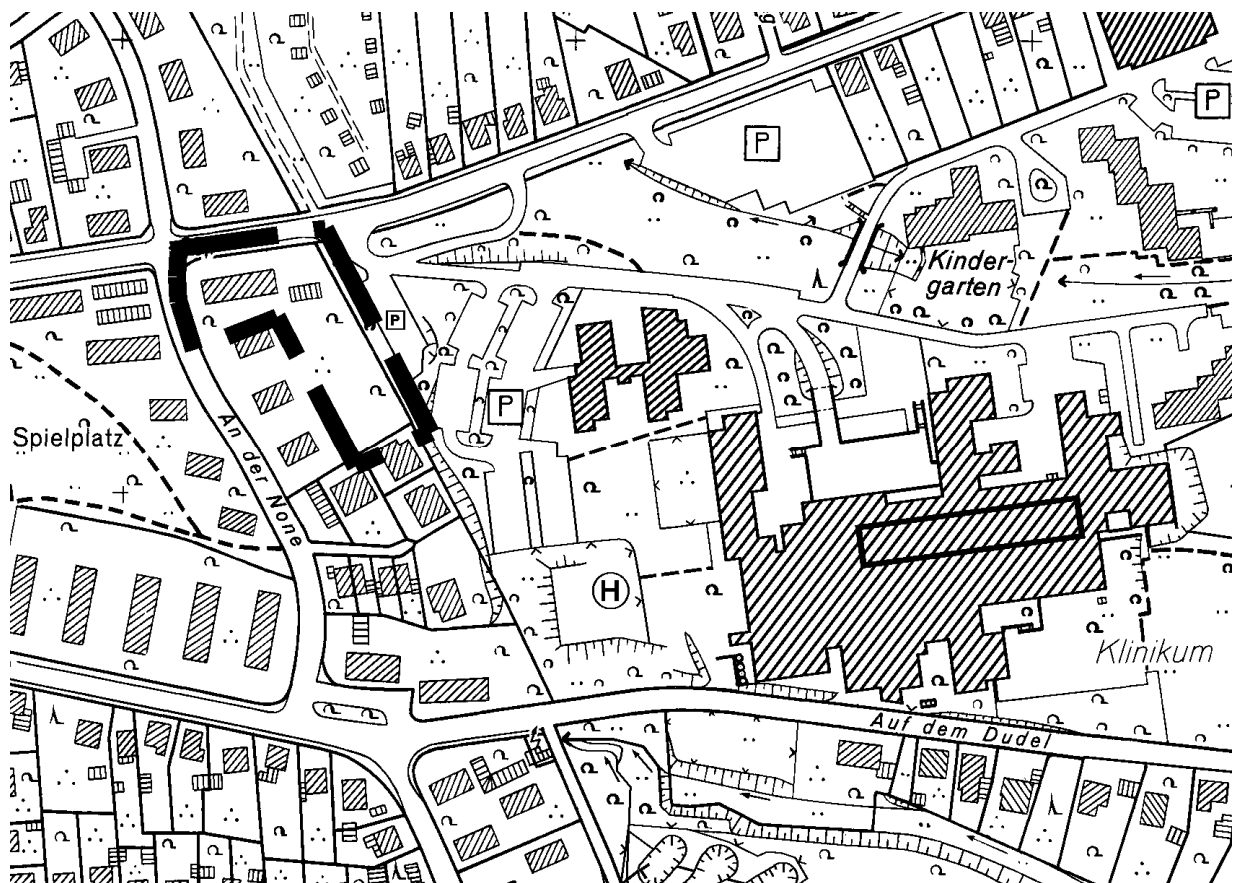 P
P
Kinder-
garten
P
P
Spielplatz
An der None
H
Klinikum
Auf dem Dudel